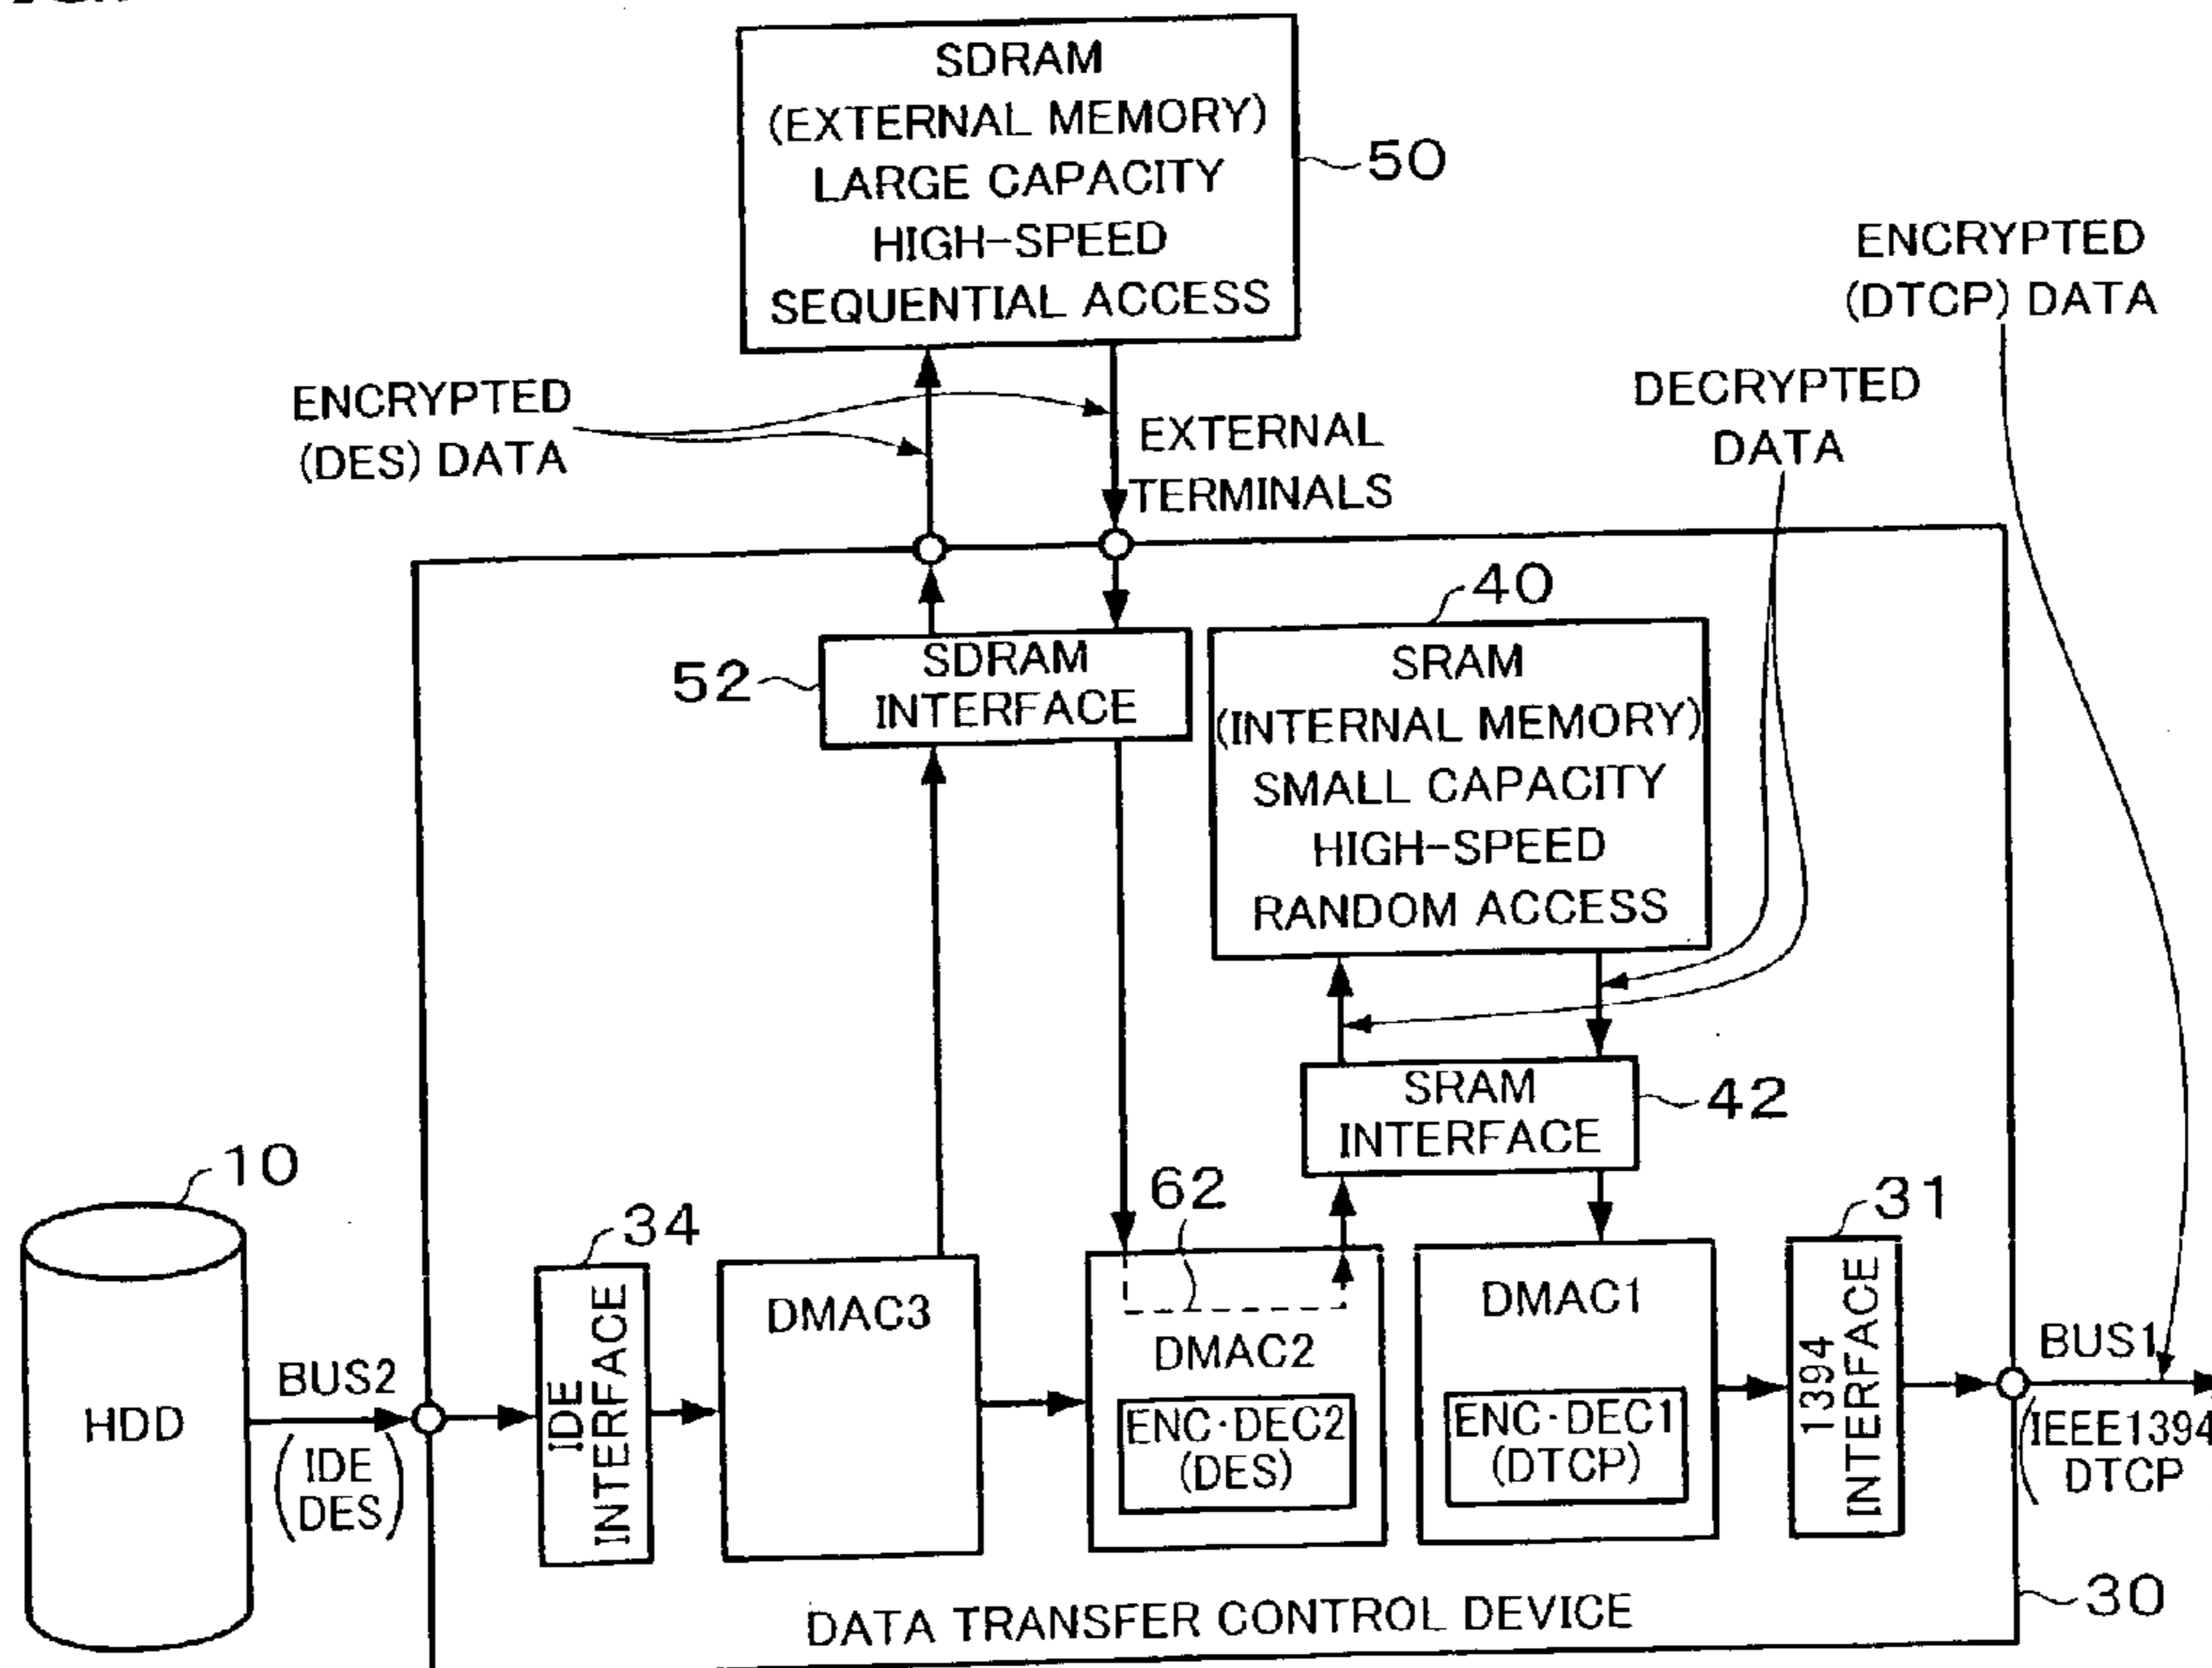 SDRAM
(EXTERNAL MEMORY)
LARGE CAPACITY
HIGH-SPEED
SEQUENTIAL ACCESS
50
ENCRYPTED
(DTCP) DATA
DECRYPTED
DATA
ENCRYPTED
(DES) DATA
EXTERNAL
TERMINALS
40
52
SDRAM
INTERFACE
SRAM
(INTERNAL MEMORY)
SMALL CAPACITY
HIGH-SPEED
RANDOM ACCESS
SRAM
INTERFACE
42
10
34
62
31
HDD
BUS2
(IDE
DES)
IDE
INTERFACE
DMAC3
DMAC2
ENC·DEC2
(DES)
DMAC1
ENC·DEC1
(DTCP)
1394
INTERFACE
BUS1
(IEEE1394
DTCP
30
DATA TRANSFER CONTROL DEVICE